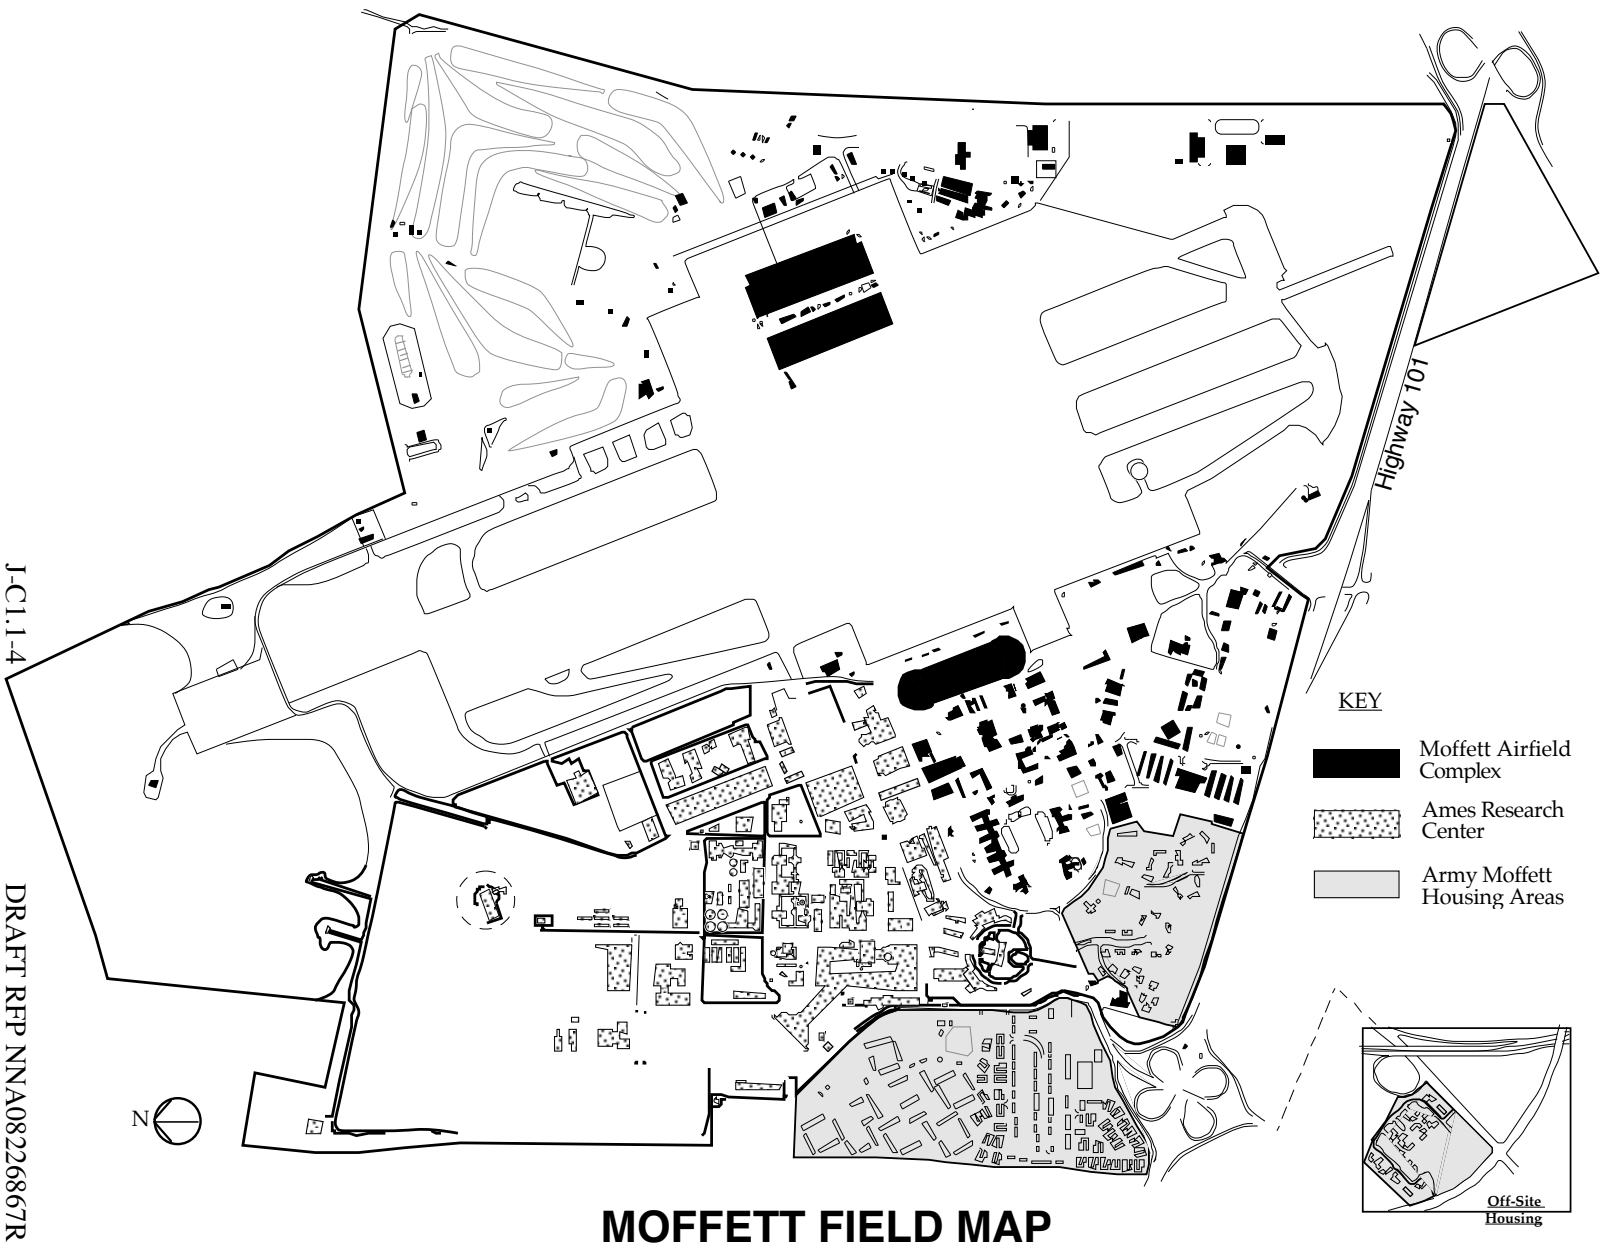 Highway 101
KEY
Moffett Airfield
Complex
Ames Research
Center
Army Moffett
Housing Areas
N
Off-Site
Housing
MOFFETT FIELD MAP
J-C1.1-4
DRAFT RFP NNA08226867R